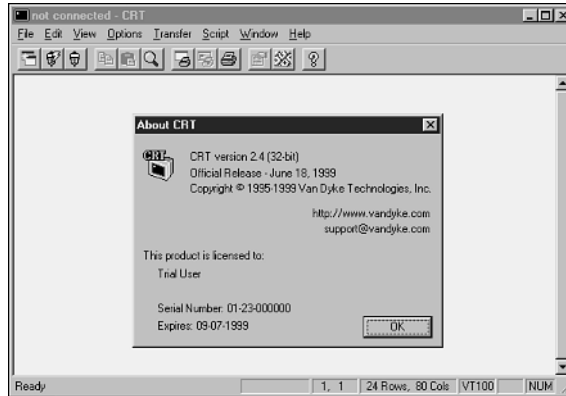 not connected - CRT
File Edit View Options Transfer Script Window Help
About CRT
CRT
CRT version 2.4 (32-bit)
Official Release - June 18, 1999
Copyright © 1995-1999 Van Dyke Technologies, Inc.
http://www.vandyke.com
support@vandyke.com
This product is licensed to:
Trial User
Serial Number: 01-23-000000
Expires: 09-07-1999
OK
Ready 1, 1 24 Rows, 80 Cols VT100 NUM